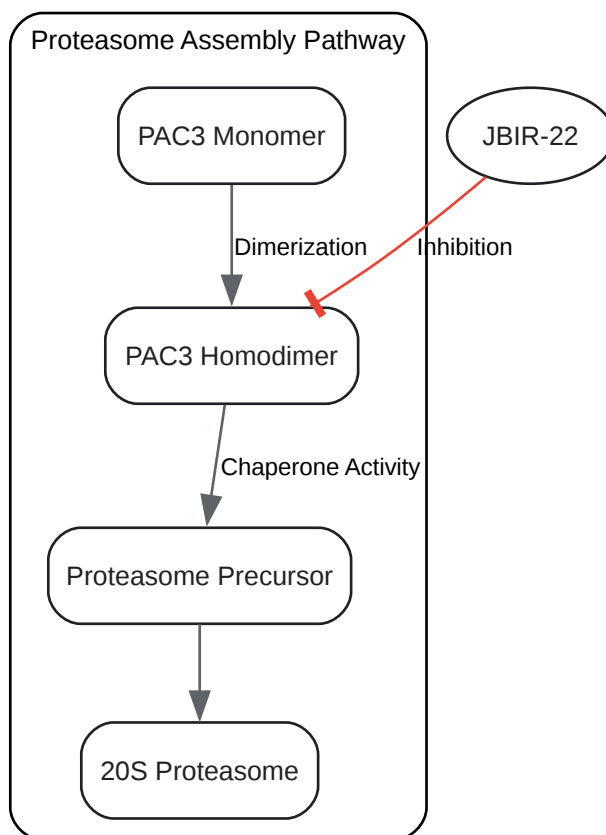 Proteasome Assembly Pathway
PAC3 Monomer
JBIR-22
Dimerization
Inhibition
PAC3 Homodimer
Chaperone Activity
Proteasome Precursor
20S Proteasome